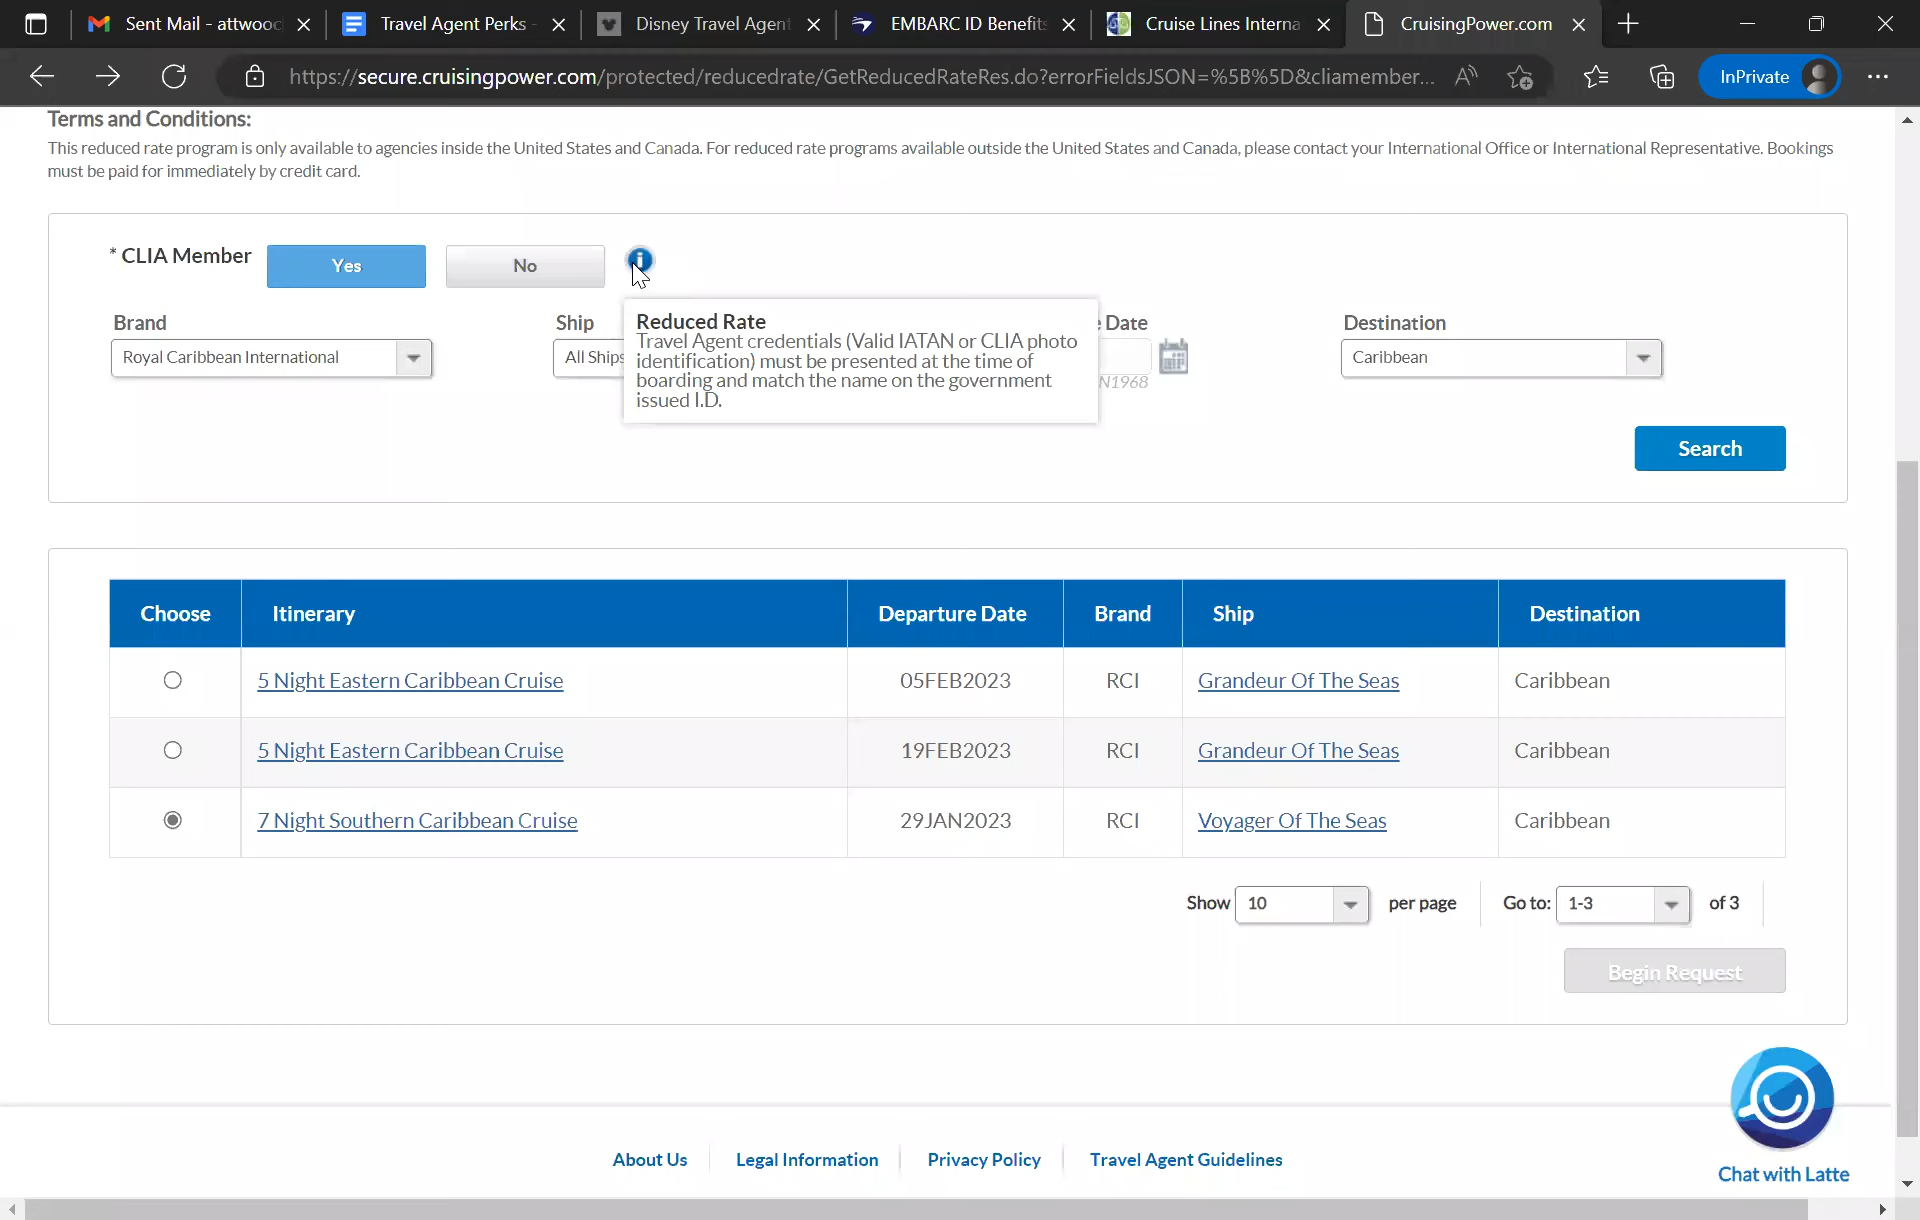 Sent Mail - attwooc
Travel Agent Perks -
Disney Travel Agent
EMBARC ID Benefits
Cruise Lines Interna
CruisingPower.com
https://secure.cruisingpower.com/protected/reducedrate/GetReducedRateRes.do?errorFieldsJSON=%5B%5D&cliamember...
InPrivate
Terms and Conditions:
This reduced rate program is only available to agencies inside the United States and Canada. For reduced rate programs available outside the United States and Canada, please contact your International Office or International Representative. Bookings
must be paid for immediately by credit card.
* CLIA Member Yes No
Brand Ship e Date Destination
Royal Caribbean International All Ships N1968 Caribbean
Reduced Rate
Travel Agent credentials (Valid IATAN or CLIA photo
identification) must be presented at the time of
boarding and match the name on the government
issued I.D.
Search
Choose Itinerary Departure Date Brand Ship Destination
5 Night Eastern Caribbean Cruise 05FEB2023 RCI Grandeur Of The Seas Caribbean
5 Night Eastern Caribbean Cruise 19FEB2023 RCI Grandeur Of The Seas Caribbean
7 Night Southern Caribbean Cruise 29JAN2023 RCI Voyager Of The Seas Caribbean
Show 10 per page Go to: 1-3 of 3
Begin Request
About Us Legal Information Privacy Policy Travel Agent Guidelines
Chat with Latte